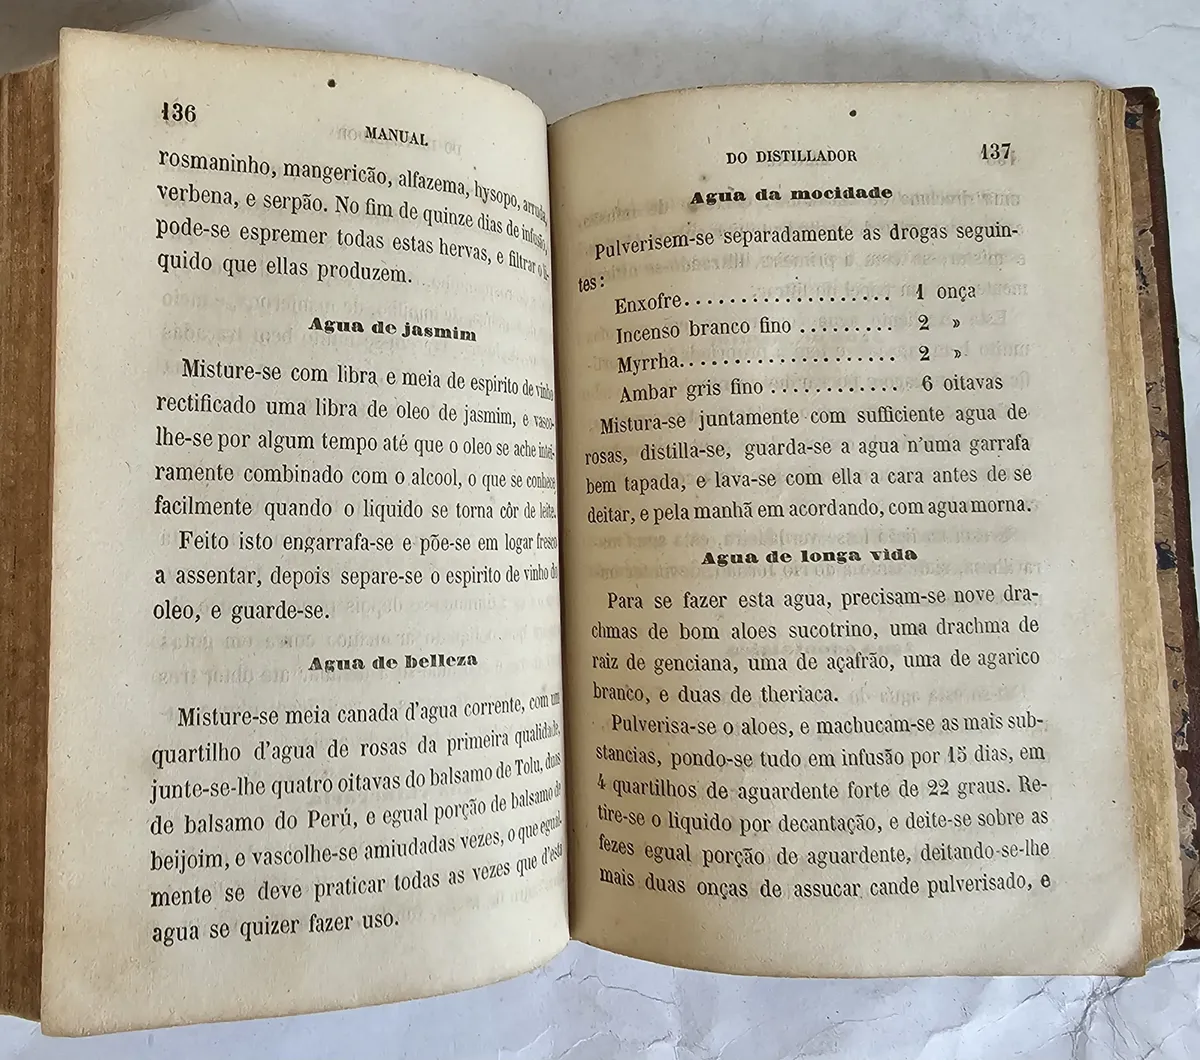 136
MANUAL
rosmaninho, mangericão, alfazema, hysopo, arruda,
verbena, e serpão. No fim de quinze dias de infusão,
pode-se espremer todas estas hervas, e filtrar o li-
quido que ellas produzem.
Agua de jasmim
Misture-se com libra e meia de espirito de vinho
rectificado uma libra de oleo de jasmim, e vasco-
lhe-se por algum tempo até que o oleo se ache intei-
ramente combinado com o alcool, o que se conhece
facilmente quando o liquido se torna côr de leite.
Feito isto engarrafa-se e põe-se em logar fresco
a assentar, depois separe-se o espirito de vinho do
oleo, e guarde-se.
Agua de belleza
Misture-se meia canada d'agua corrente, com um
quartilho d'agua de rosas da primeira qualidade,
junte-se-lhe quatro oitavas do balsamo de Tolu, duas
de balsamo do Perú, e egual porção de balsamo de
beijoim, e vascolhe-se amiudadas vezes, o que egual-
mente se deve praticar todas as vezes que d'esta
agua se quizer fazer uso.
DO DISTILLADOR
137
Agua da mocidade
Pulverisem-se separadamente as drogas seguin-
tes:
Enxofre................... 1 onça
Incenso branco fino ......... 2 »
Myrrha.................... 2 »
Ambar gris fino ............ 6 oitavas
Mistura-se juntamente com sufficiente agua de
rosas, distilla-se, guarda-se a agua n'uma garrafa
bem tapada, e lava-se com ella a cara antes de se
deitar, e pela manhã em acordando, com agua morna.
Agua de longa vida
Para se fazer esta agua, precisam-se nove dra-
chmas de bom aloes sucotrino, uma drachma de
raiz de genciana, uma de açafrão, uma de agarico
branco, e duas de theriaca.
Pulverisa-se o aloes, e machucam-se as mais sub-
stancias, pondo-se tudo em infusão por 15 dias, em
4 quartilhos de aguardente forte de 22 graus. Re-
tire-se o liquido por decantação, e deite-se sobre as
fezes egual porção de aguardente, deitando-se-lhe
mais duas onças de assucar cande pulverisado, e